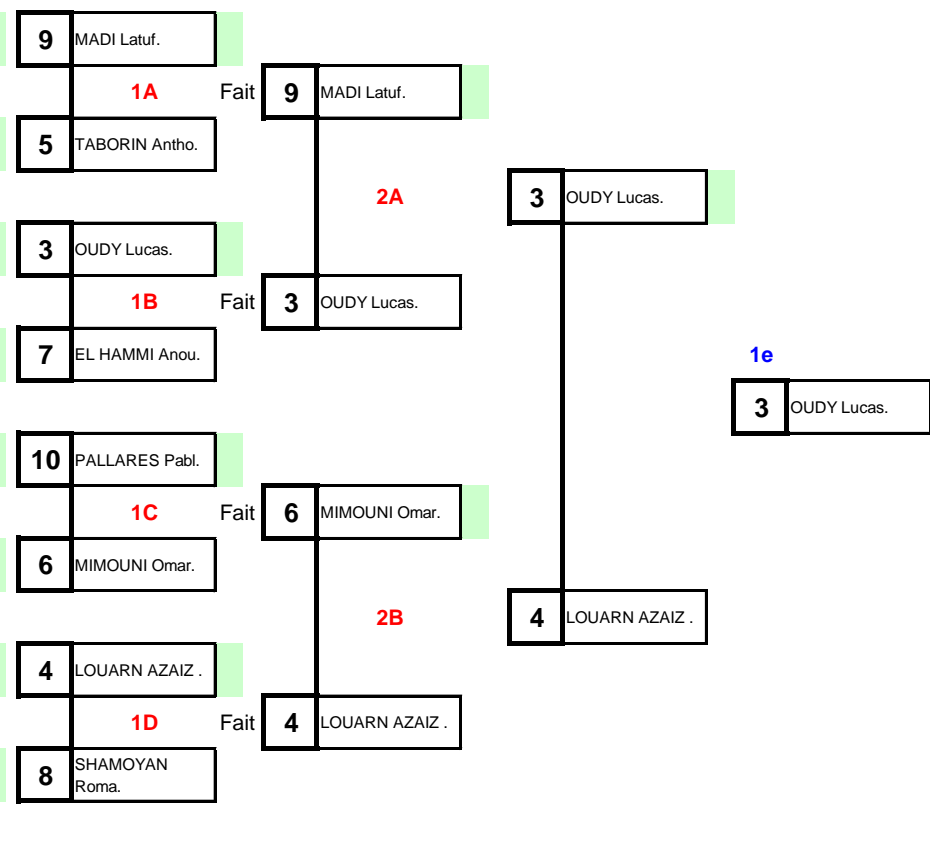 9 MADI Latuf.
1A Fait 9 MADI Latuf.
5 TABORIN Antho.
2A 3 OUDY Lucas.
3 OUDY Lucas.
1B Fait 3 OUDY Lucas.
7 EL HAMMI Anou. 1e
3 OUDY Lucas.
10 PALLARES Pabl.
1C Fait 6 MIMOUNI Omar.
6 MIMOUNI Omar.
2B 4 LOUARN AZAIZ .
4 LOUARN AZAIZ .
1D Fait 4 LOUARN AZAIZ .
8 SHAMOYAN
Roma.